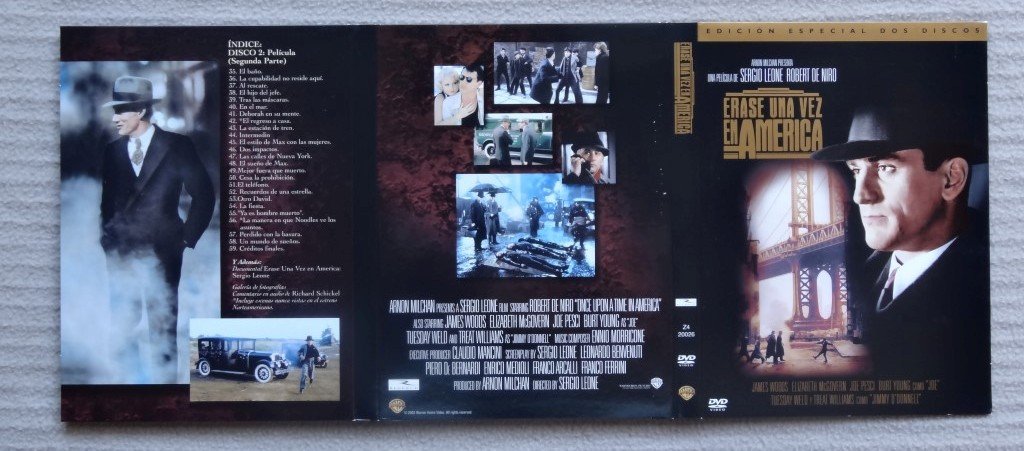 ÍNDICE:
DISCO 2: Película
(Segunda Parte)
35. El baño.
36. La culpabilidad no reside aquí.
37. Al rescate.
38. El hijo del jefe.
39. Tras las máscaras.
40. En el mar.
41. Deborah en su mente.
42. *El regreso a casa.
43. La estación de tren.
44. Intermedio
45. El estilo de Max con las mujeres.
46. Dos impactos.
47. Las calles de Nueva York.
48. El sueño de Max.
49.Mejor fuera que muerto.
50. Cesa la prohibición.
51.El teléfono.
52. Recuerdos de una estrella.
53.Otro David.
54. La fiesta.
55."Ya es hombre muerto".
56. *La manera en que Noodles ve los
asuntos.
57. Perdido con la basura.
58. Un mundo de sueños.
59. Créditos finales.
Y Además:
Documental Erase Una Vez en America:
Sergio Leone
Galería de fotografías
Comentario en audio de Richard Schickel
*Incluye escenas nunca vistas en el estreno
Norteamericano.
ARNON MILCHAN PRESENTS A SERGIO LEONE FILM STARRING ROBERT DE NIRO "ONCE UPON A TIME IN AMERICA"
ALSO STARRING JAMES WOODS ELIZABETH McGOVERN JOE PESCI BURT YOUNG AS "JOE"
TUESDAY WELD AND TREAT WILLIAMS AS "JIMMY O'DONNELL" MUSIC COMPOSER ENNIO MORRICONE
EXECUTIVE PRODUCER CLAUDIO MANCINI SCREENPLAY BY SERGIO LEONE LEONARDO BENVENUTI
PIERO DE BERNARDI ENRICO MEDIOLI FRANCO ARCALLI FRANCO FERRINI
PRODUCED BY ARNON MILCHAN DIRECTED BY SERGIO LEONE
ERASE UNA VEZ EN AMERICA
Z4
20026
DVD
VIDEO
EDICION ESPECIAL DOS DISCOS
ARNON MILCHAN PRESENTA
UNA PELÍCULA DE SERGIO LEONE ROBERT DE NIRO
ERASE UNA VEZ
EN AMERICA
JAMES WOODS ELIZABETH McGOVERN JOE PESCI BURT YOUNG COMO "JOE"
TUESDAY WELD Y TREAT WILLIAMS COMO "JIMMY O'DONNELL"
DVD
VIDEO